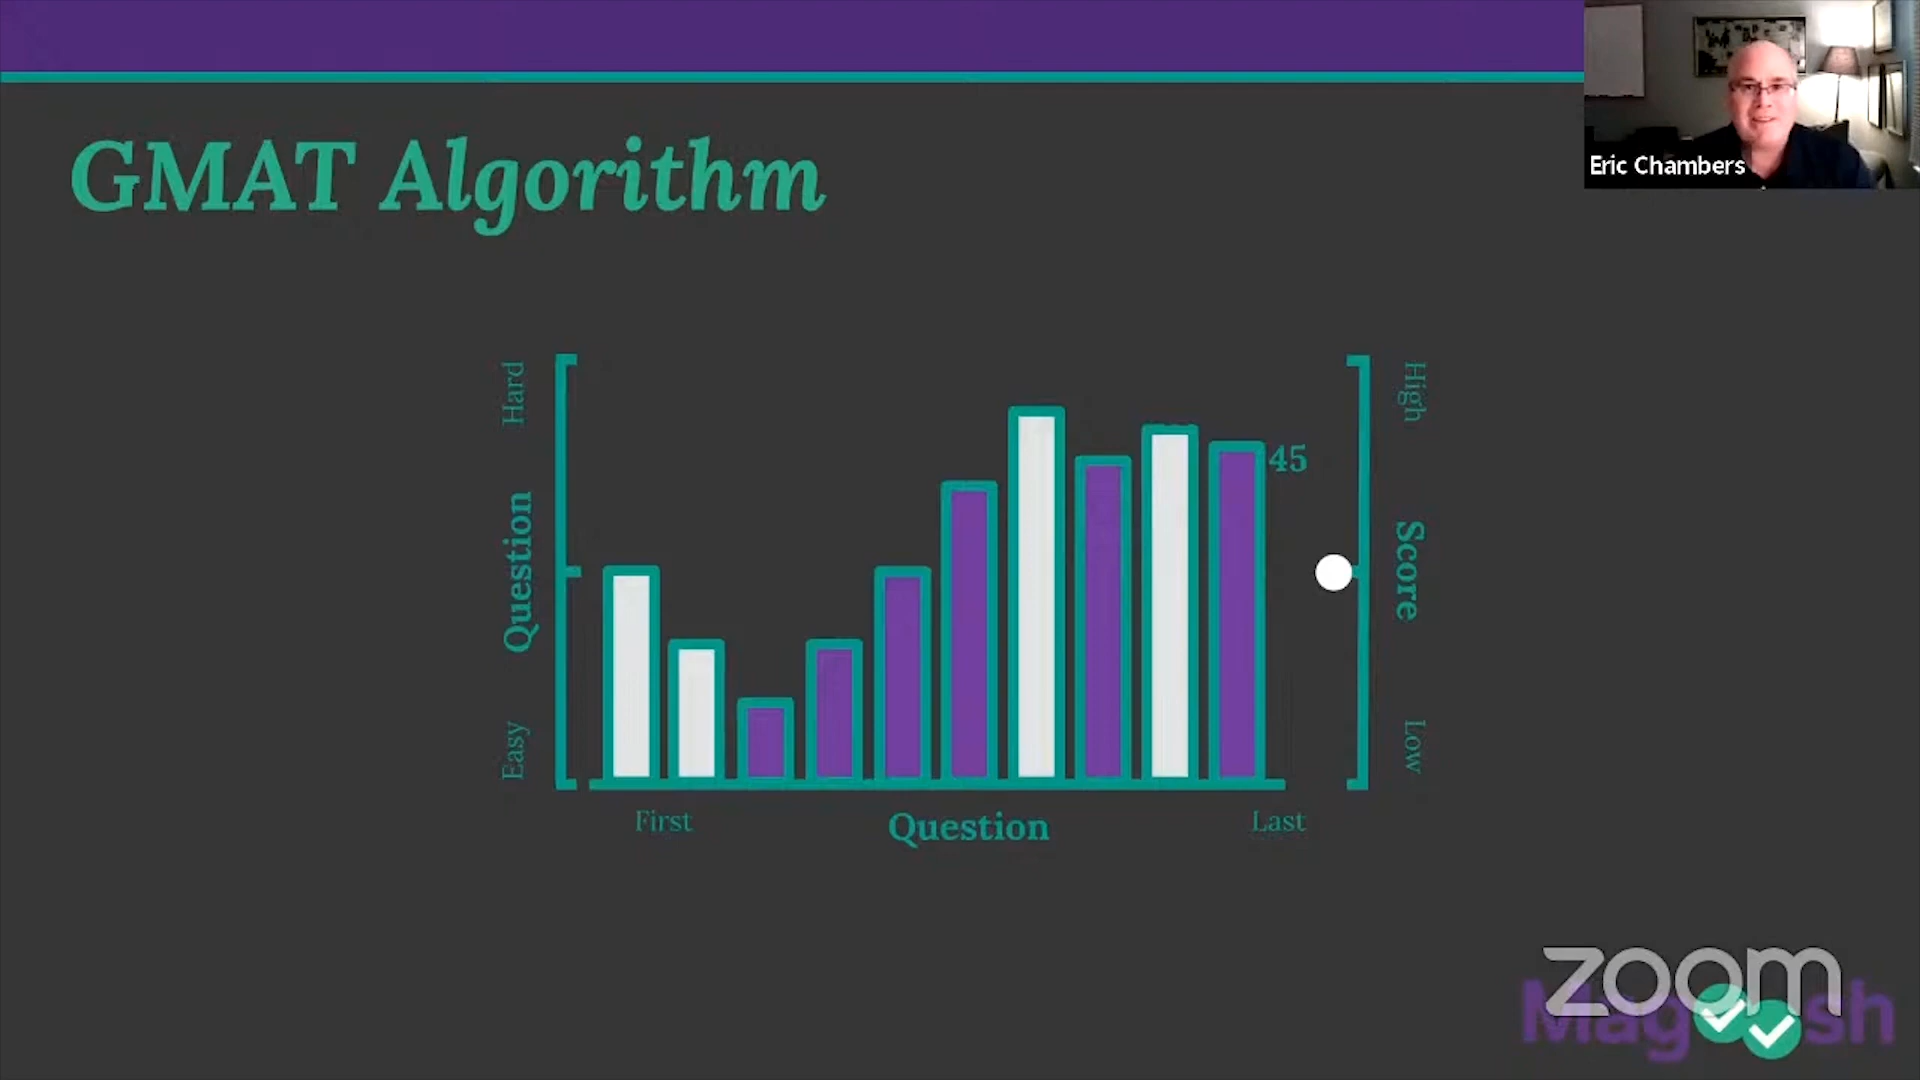 Eric Chambers
GMAT Algorithm
Hard
Question
Easy
45
High
Score
Low
First
Question
Last
zoom
Magoosh